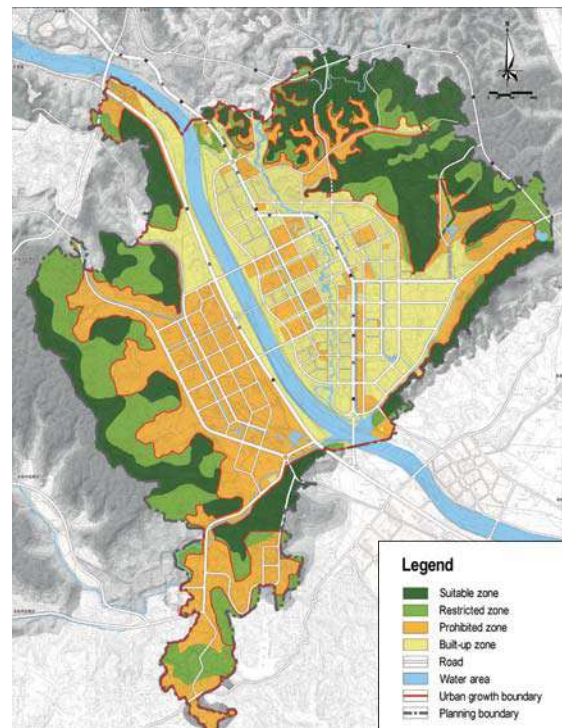 N
Legend
Suitable zone
Restricted zone
Prohibited zone
Built-up zone
Road
Water area
Urban growth boundary
Planning boundary